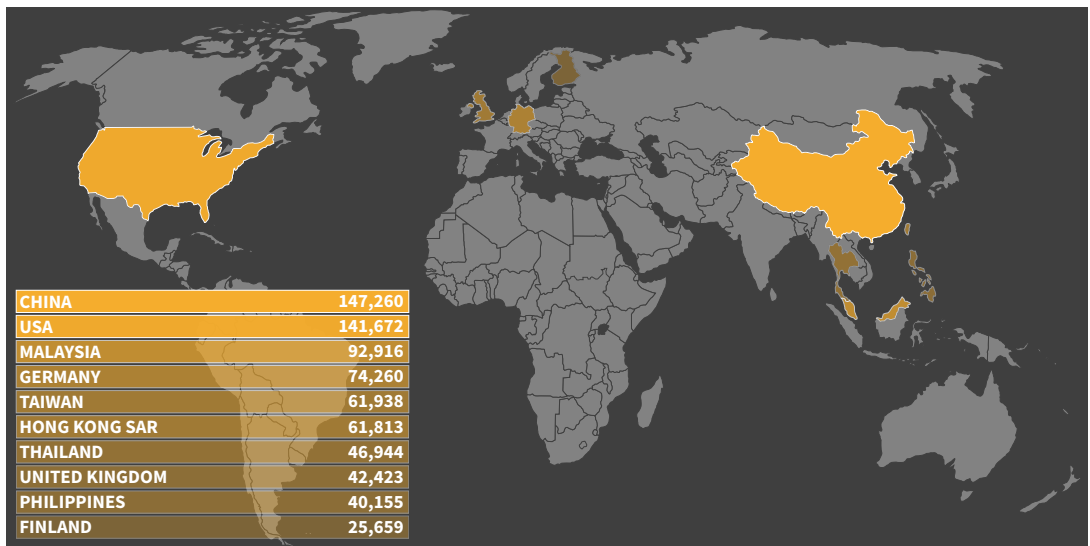 CHINA 147,260
USA 141,672
MALAYSIA 92,916
GERMANY 74,260
TAIWAN 61,938
HONG KONG SAR 61,813
THAILAND 46,944
UNITED KINGDOM 42,423
PHILIPPINES 40,155
FINLAND 25,659